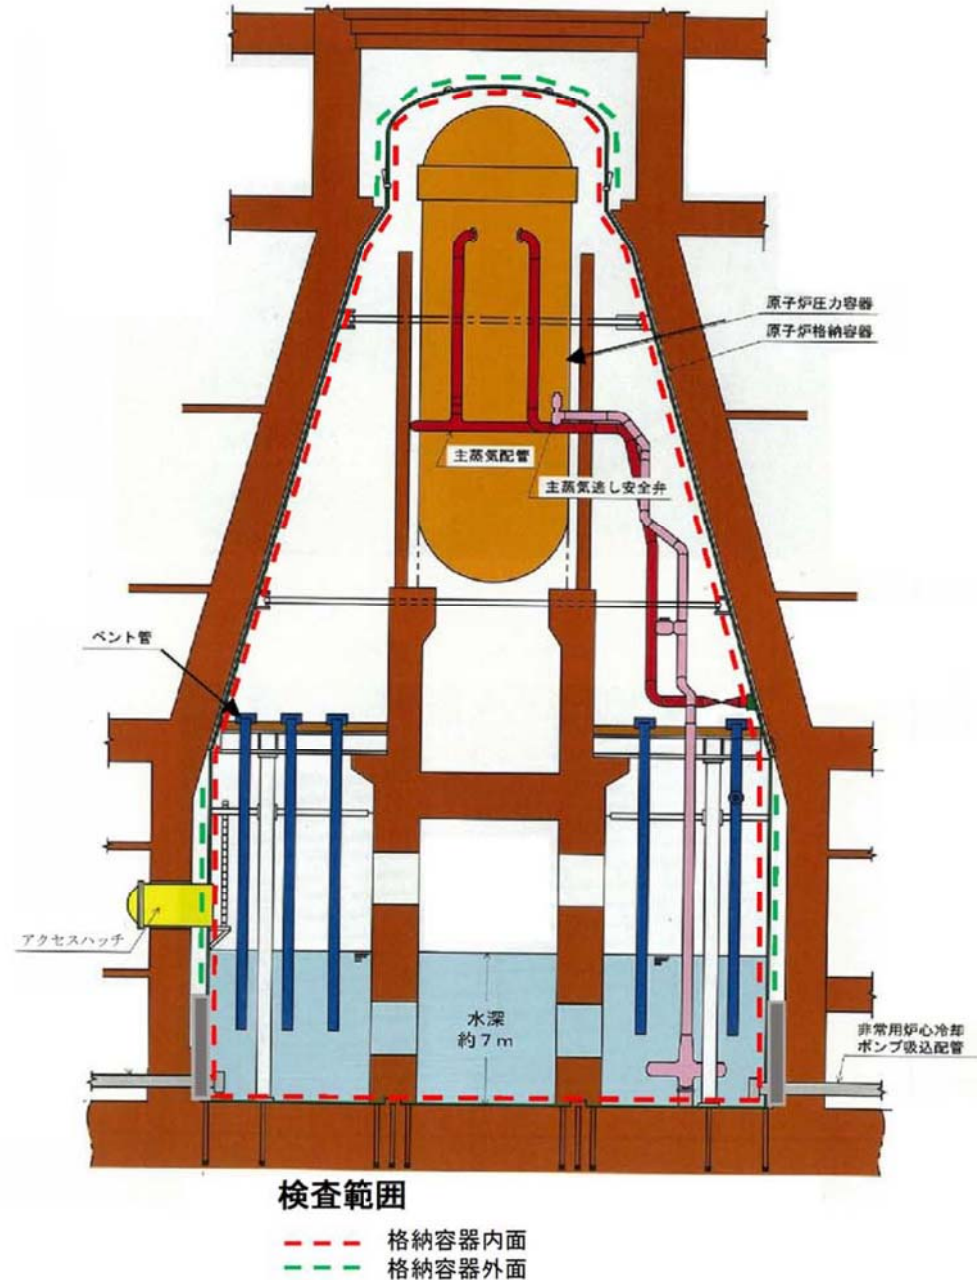 原子炉圧力容器
原子炉格納容器
主蒸気配管
主蒸気逃し安全弁
ベント管
アクセスハッチ
水深
約7m
非常用炉心冷却
ポンプ吸込配管
検査範囲
格納容器内面
格納容器外面